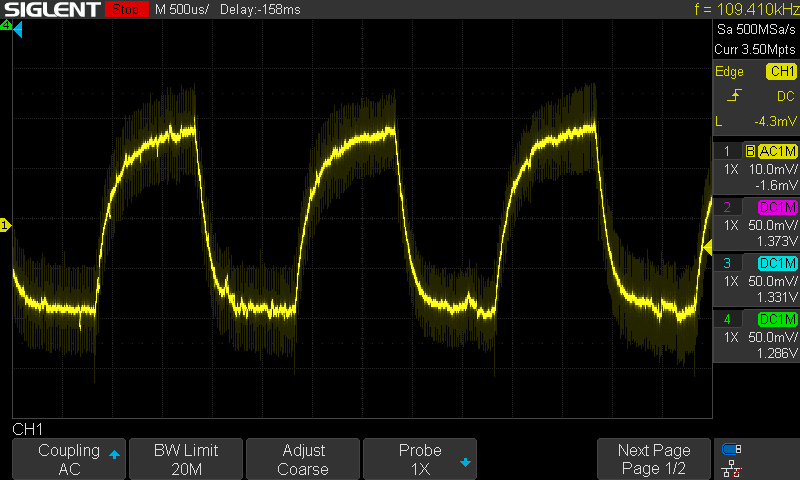 SIGLENT Stop M 500us/ Delay:-158ms f = 109.410kHz
Sa 500MSa/s
Curr 3.50Mpts
Edge CH1
DC
L -4.3mV
1 B AC1M
1X 10.0mV/
-1.6mV
2 DC1M
1X 50.0mV/
1.373V
3 DC1M
1X 50.0mV/
1.331V
4 DC1M
1X 50.0mV/
1.286V
4
1
CH1
Coupling
AC
BW Limit
20M
Adjust
Coarse
Probe
1X
Next Page
Page 1/2